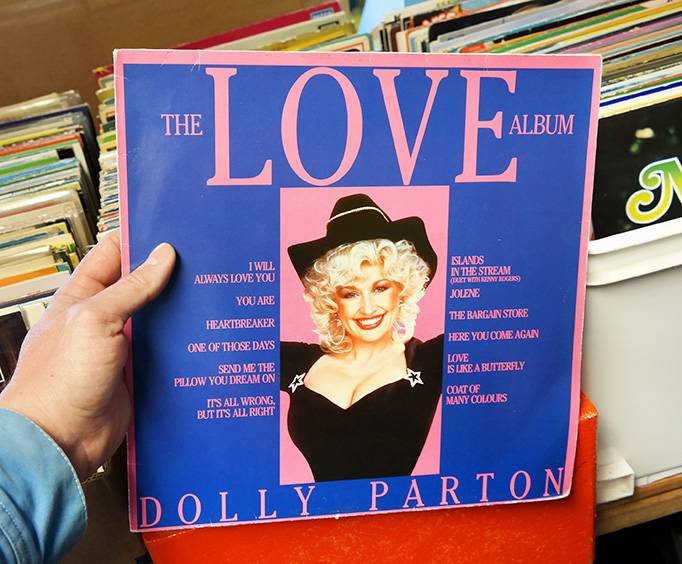 THE LOVE ALBUM
I WILL
ALWAYS LOVE YOU
YOU ARE
HEARTBREAKER
ONE OF THOSE DAYS
SEND ME THE
PILLOW YOU DREAM ON
IT'S ALL WRONG,
BUT IT'S ALL RIGHT
ISLANDS
IN THE STREAM
(DUET WITH KENNY ROGERS)
JOLENE
THE BARGAIN STORE
HERE YOU COME AGAIN
LOVE
IS LIKE A BUTTERFLY
COAT OF
MANY COLOURS
DOLLY PARTON